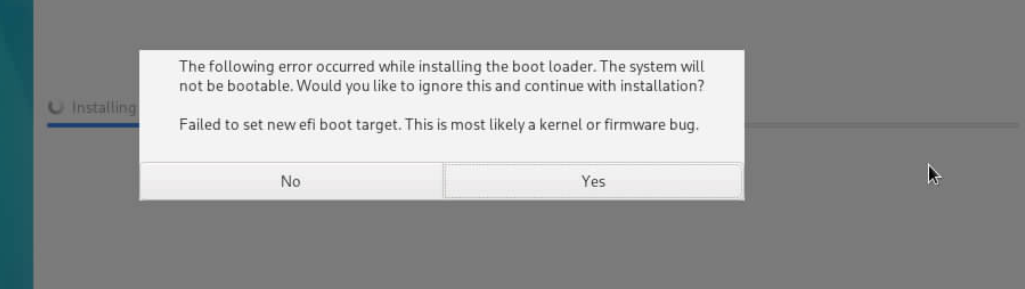 The following error occurred while installing the boot loader. The system will
not be bootable. Would you like to ignore this and continue with installation?
Installing
Failed to set new efi boot target. This is most likely a kernel or firmware bug.
No
Yes